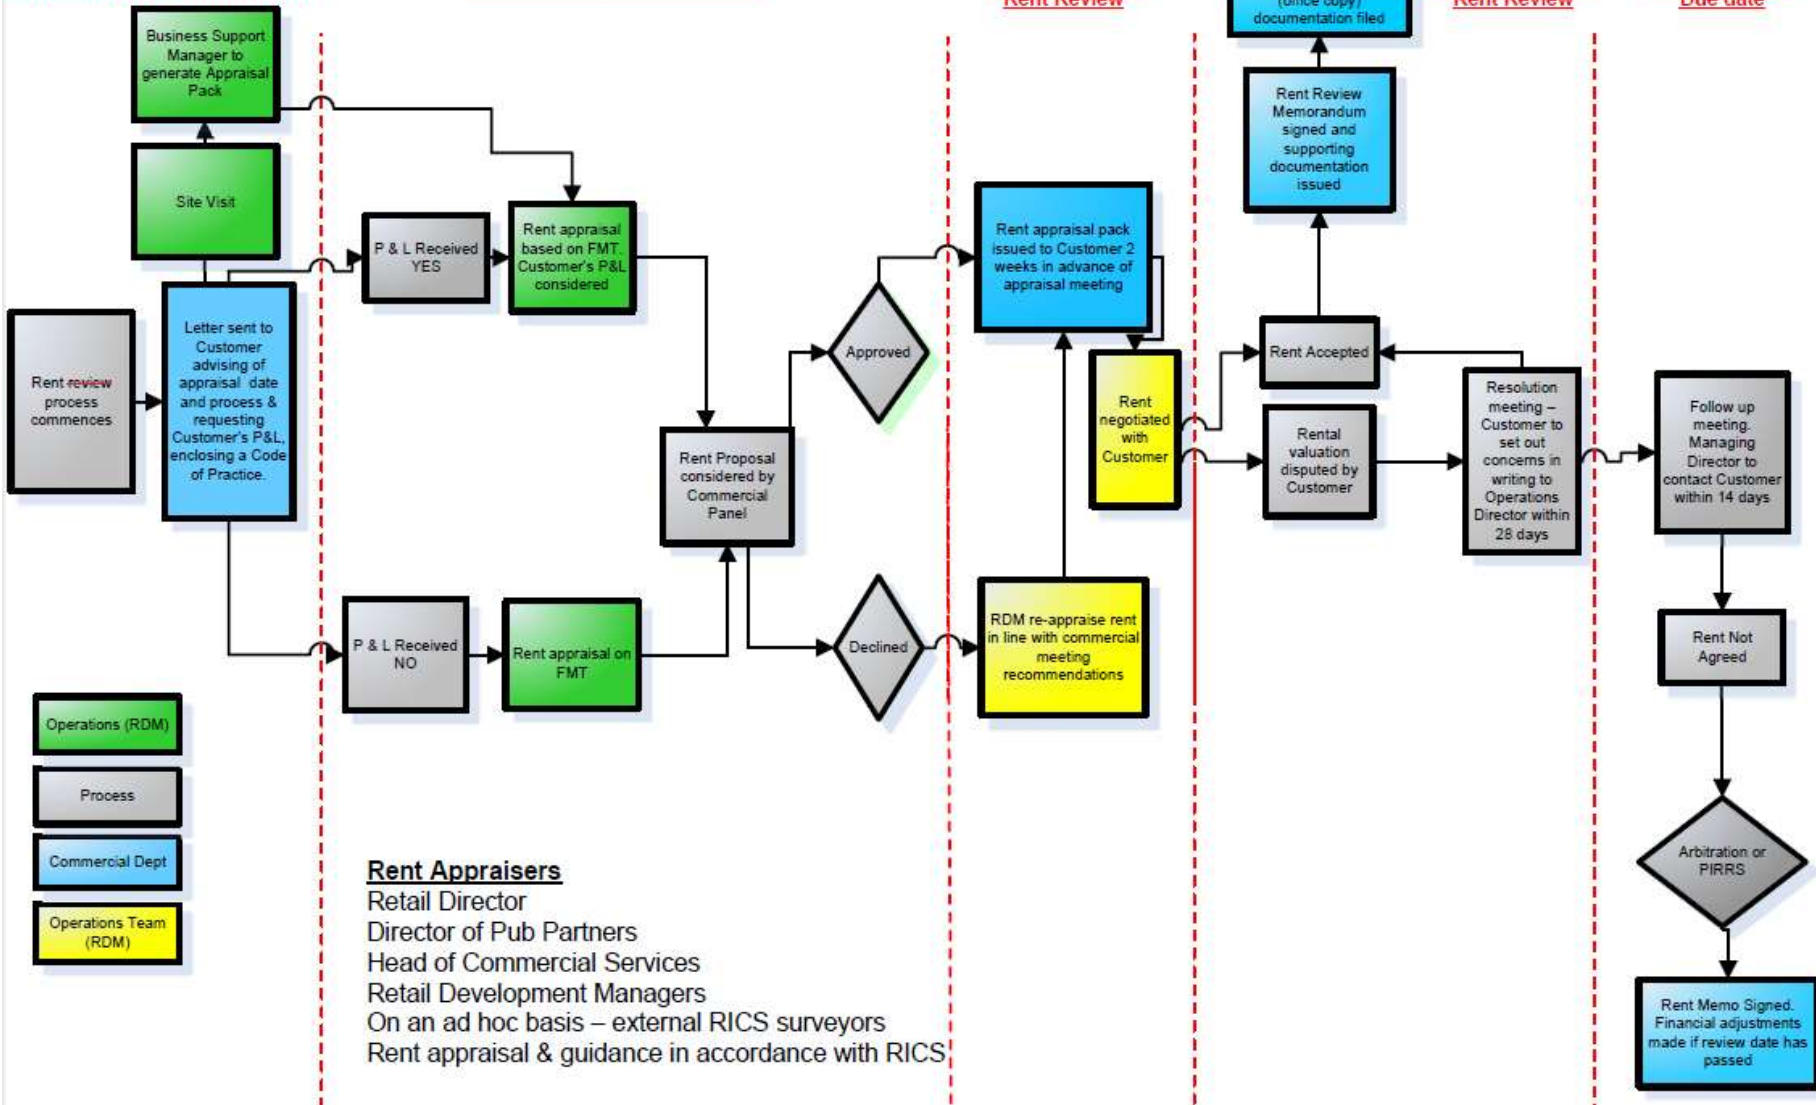 Rent Review
(office copy)
documentation filed
Rent Review
Due date
Business Support
Manager to
generate Appraisal
Pack
Site Visit
Rent review
process
commences
Letter sent to
Customer
advising of
appraisal date
and process &
requesting
Customer's P&L,
enclosing a Code
of Practice.
P & L Received
YES
Rent appraisal
based on FMT.
Customer's P&L
considered
P & L Received
NO
Rent appraisal on
FMT
Rent Proposal
considered by
Commercial
Panel
Approved
Declined
Rent appraisal pack
issued to Customer 2
weeks in advance of
appraisal meeting
Rent
negotiated
with
Customer
RDM re-appraise rent
in line with commercial
meeting
recommendations
Rent Review
Memorandum
signed and
supporting
documentation
issued
Rent Accepted
Rental
valuation
disputed by
Customer
Resolution
meeting –
Customer to
set out
concerns in
writing to
Operations
Director within
28 days
Follow up
meeting.
Managing
Director to
contact Customer
within 14 days
Rent Not
Agreed
Arbitration or
PIRRS
Rent Memo Signed.
Financial adjustments
made if review date has
passed
Operations (RDM)
Process
Commercial Dept
Operations Team
(RDM)
Rent Appraisers
Retail Director
Director of Pub Partners
Head of Commercial Services
Retail Development Managers
On an ad hoc basis – external RICS surveyors
Rent appraisal & guidance in accordance with RICS